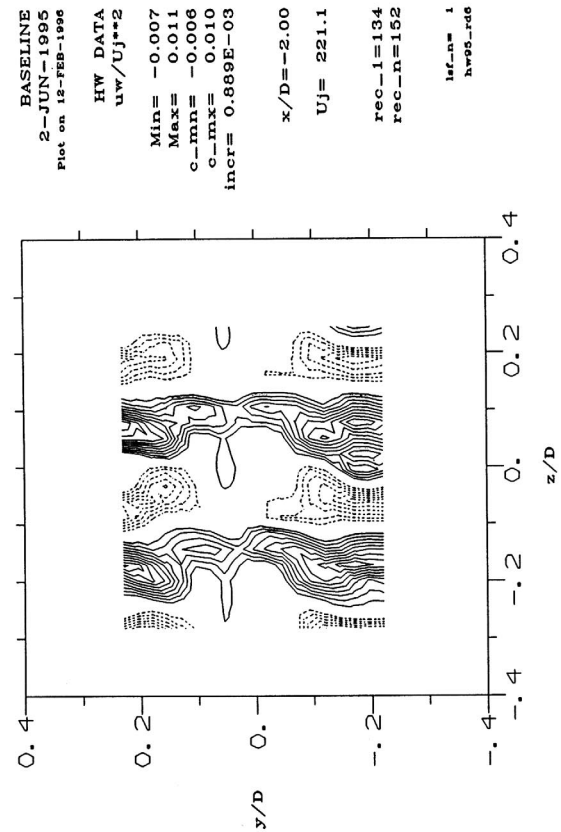 BASELINE
2-JUN-1995
Plot on 12-FEB-1996
HW DATA
uw/Uj**2
Min= -0.007
Max= 0.011
c_mn= -0.006
c_mx= 0.010
incr= 0.889E-03
x/D=-2.00
Uj= 221.1
rec_1=134
rec_n=152
isf_n= 1
hw95_rd6
y/D
0.4
0.2
0.0
-.2
-.4
-.4
-.2
0.
0.2
0.4
z/D